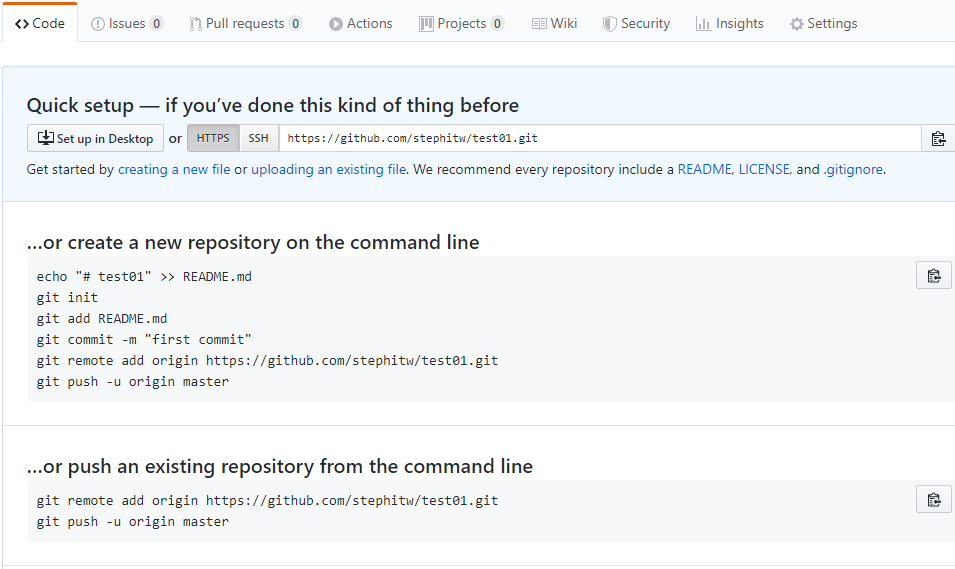 Code Issues 0 Pull requests 0 Actions Projects 0 Wiki Security Insights Settings
Quick setup — if you’ve done this kind of thing before
Set up in Desktop or HTTPS SSH https://github.com/stephitw/test01.git
Get started by creating a new file or uploading an existing file. We recommend every repository include a README, LICENSE, and .gitignore.
…or create a new repository on the command line
echo "# test01" >> README.md
git init
git add README.md
git commit -m "first commit"
git remote add origin https://github.com/stephitw/test01.git
git push -u origin master
…or push an existing repository from the command line
git remote add origin https://github.com/stephitw/test01.git
git push -u origin master